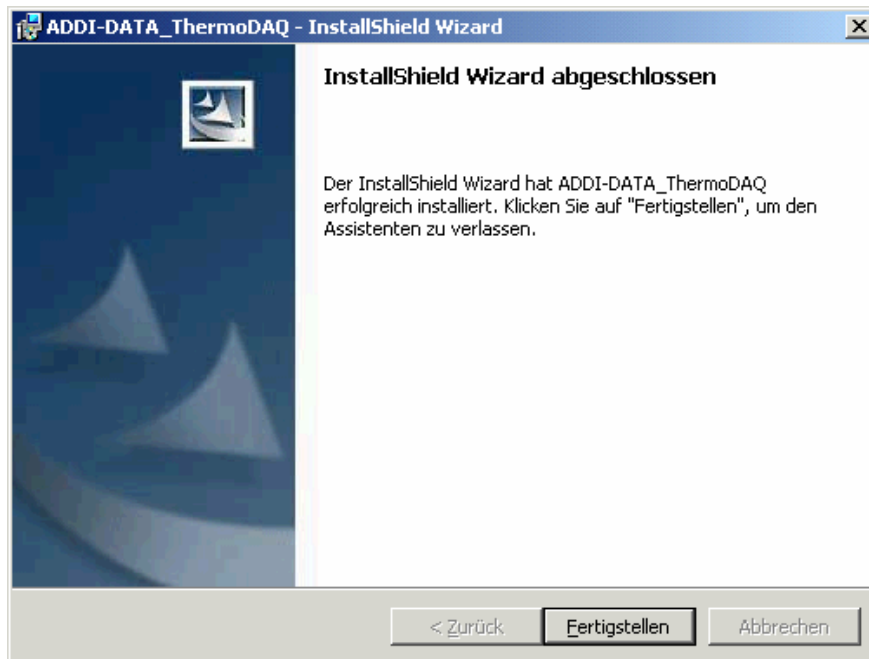 ADDI-DATA_ThermoDAQ - InstallShield Wizard
InstallShield Wizard abgeschlossen
Der InstallShield Wizard hat ADDI-DATA_ThermoDAQ
erfolgreich installiert. Klicken Sie auf "Fertigstellen", um den
Assistenten zu verlassen.
< Zurück
Fertigstellen
Abbrechen